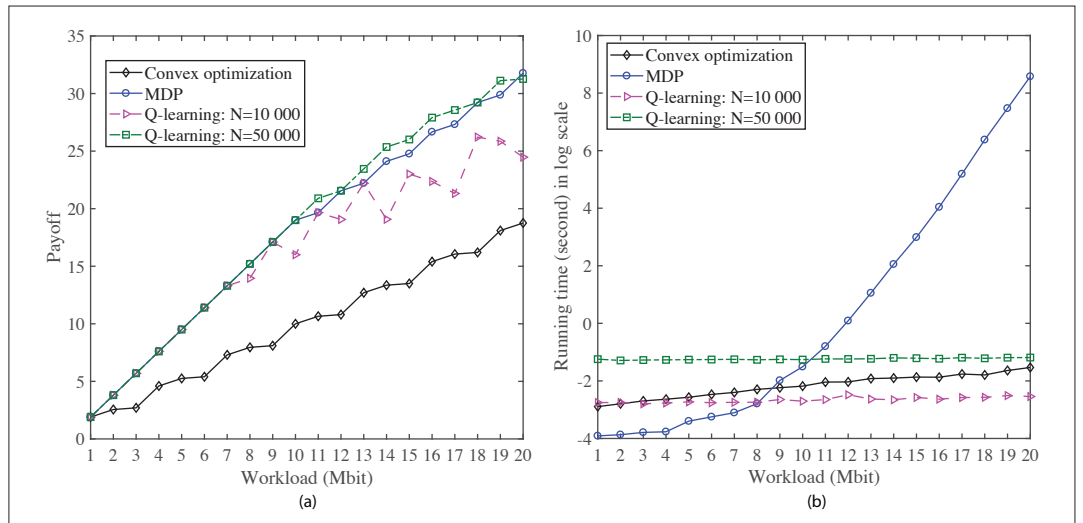 35
30
25
20
15
10
5
0
Payoff
Convex optimization
MDP
Q-learning: N=10 000
Q-learning: N=50 000
1 2 3 4 5 6 7 8 9 10 11 12 13 14 15 16 17 18 19 20
Workload (Mbit)
(a)
10
8
6
4
2
0
-2
-4
Running time (second) in log scale
Convex optimization
MDP
Q-learning: N=10 000
Q-learning: N=50 000
1 2 3 4 5 6 7 8 9 10 11 12 13 14 15 16 17 18 19 20
Workload (Mbit)
(b)